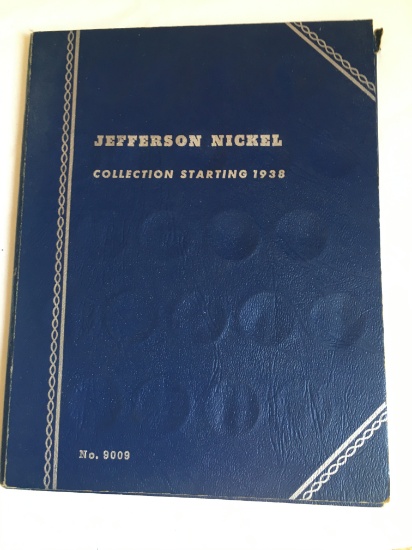 JEFFERSON NICKEL
COLLECTION STARTING 1938
No. 9009